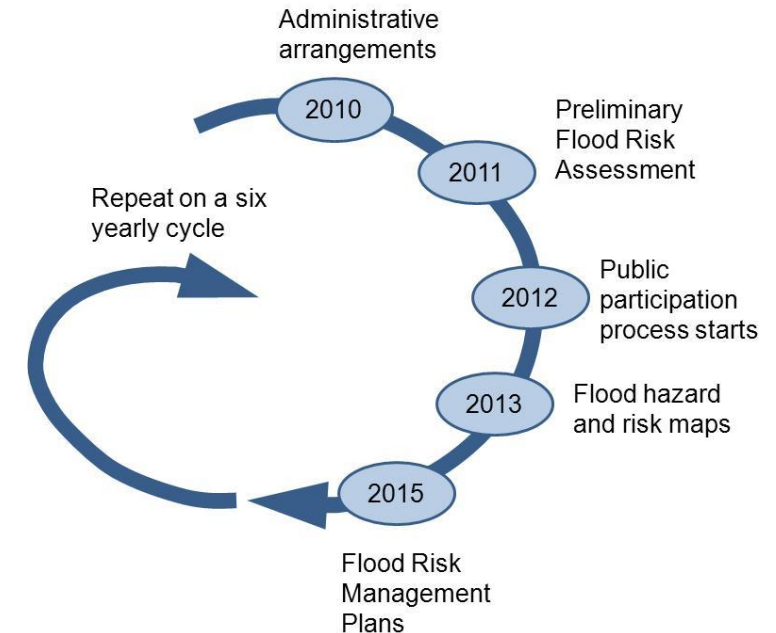 Administrative
arrangements
2010
Preliminary
Flood Risk
Assessment
2011
Repeat on a six
yearly cycle
Public
participation
process starts
2012
Flood hazard
and risk maps
2013
2015
Flood Risk
Management
Plans